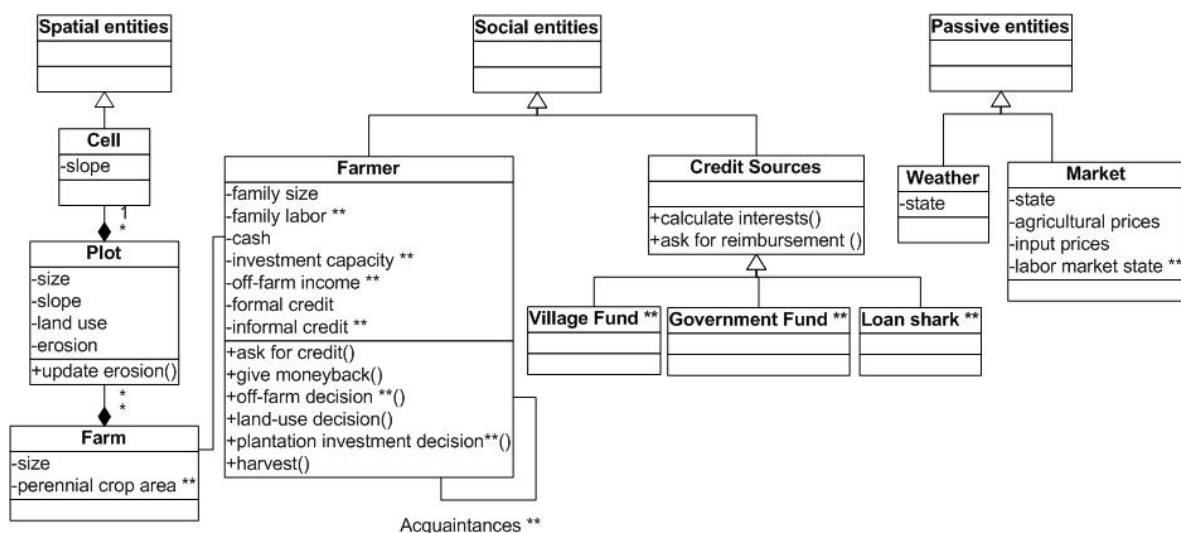 Spatial entities
Social entities
Passive entities
Cell
-slope
1
*
Plot
-size
-slope
-land use
-erosion
+update erosion()
*
*
Farm
-size
-perennial crop area **
Farmer
-family size
-family labor **
-cash
-investment capacity **
-off-farm income **
-formal credit
-informal credit **
+ask for credit()
+give moneyback()
+off-farm decision **()
+land-use decision()
+plantation investment decision**()
+harvest()
Acquaintances **
Credit Sources
+calculate interests()
+ask for reimbursement ()
Village Fund **
Government Fund **
Loan shark **
Weather
-state
Market
-state
-agricultural prices
-input prices
-labor market state **